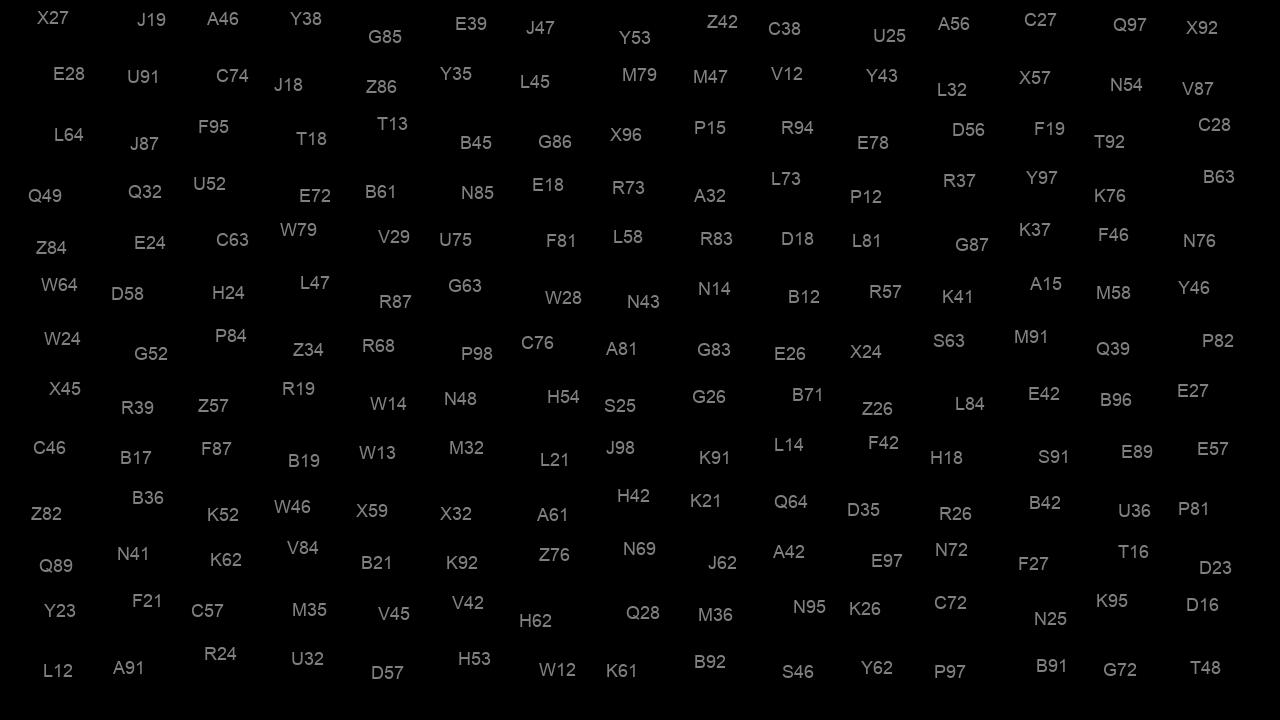 X27 J19 A46 Y38 G85 E39 J47 Y53 Z42 C38 U25 A56 C27 Q97 X92
E28 U91 C74 J18 Z86 Y35 L45 M79 M47 V12 Y43 L32 X57 N54 V87
L64 J87 F95 T18 T13 B45 G86 X96 P15 R94 E78 D56 F19 T92 C28
Q49 Q32 U52 E72 B61 N85 E18 R73 A32 L73 P12 R37 Y97 K76 B63
Z84 E24 C63 W79 V29 U75 F81 L58 R83 D18 L81 G87 K37 F46 N76
W64 D58 H24 L47 R87 G63 W28 N43 N14 B12 R57 K41 A15 M58 Y46
W24 G52 P84 Z34 R68 P98 C76 A81 G83 E26 X24 S63 M91 Q39 P82
X45 R39 Z57 R19 W14 N48 H54 S25 G26 B71 Z26 L84 E42 B96 E27
C46 B17 F87 B19 W13 M32 L21 J98 K91 L14 F42 H18 S91 E89 E57
Z82 B36 K52 W46 X59 X32 A61 H42 K21 Q64 D35 R26 B42 U36 P81
Q89 N41 K62 V84 B21 K92 Z76 N69 J62 A42 E97 N72 F27 T16 D23
Y23 F21 C57 M35 V45 V42 H62 Q28 M36 N95 K26 C72 N25 K95 D16
L12 A91 R24 U32 D57 H53 W12 K61 B92 S46 Y62 P97 B91 G72 T48